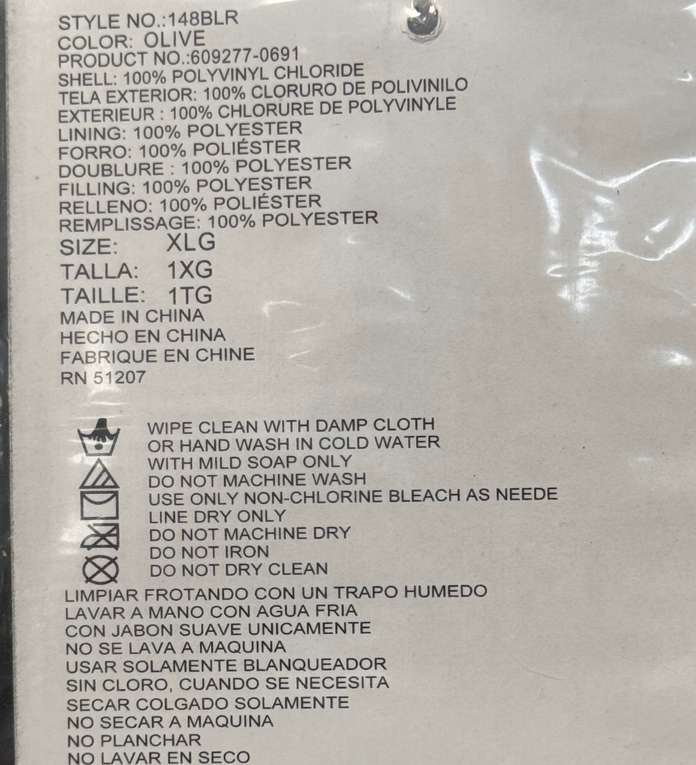 STYLE NO.:148BLR
COLOR: OLIVE
PRODUCT NO.:609277-0691
SHELL: 100% POLYVINYL CHLORIDE
TELA EXTERIOR: 100% CLORURO DE POLIVINILO
EXTERIEUR : 100% CHLORURE DE POLYVINYLE
LINING: 100% POLYESTER
FORRO: 100% POLIÉSTER
DOUBLURE : 100% POLYESTER
FILLING: 100% POLYESTER
RELLENO: 100% POLIÉSTER
REMPLISSAGE: 100% POLYESTER
SIZE: XLG
TALLA: 1XG
TAILLE: 1TG
MADE IN CHINA
HECHO EN CHINA
FABRIQUE EN CHINE
RN 51207
WIPE CLEAN WITH DAMP CLOTH
OR HAND WASH IN COLD WATER
WITH MILD SOAP ONLY
DO NOT MACHINE WASH
USE ONLY NON-CHLORINE BLEACH AS NEEDE
LINE DRY ONLY
DO NOT MACHINE DRY
DO NOT IRON
DO NOT DRY CLEAN
LIMPIAR FROTANDO CON UN TRAPO HUMEDO
LAVAR A MANO CON AGUA FRIA
CON JABON SUAVE UNICAMENTE
NO SE LAVA A MAQUINA
USAR SOLAMENTE BLANQUEADOR
SIN CLORO, CUANDO SE NECESITA
SECAR COLGADO SOLAMENTE
NO SECAR A MAQUINA
NO PLANCHAR
NO LAVAR EN SECO